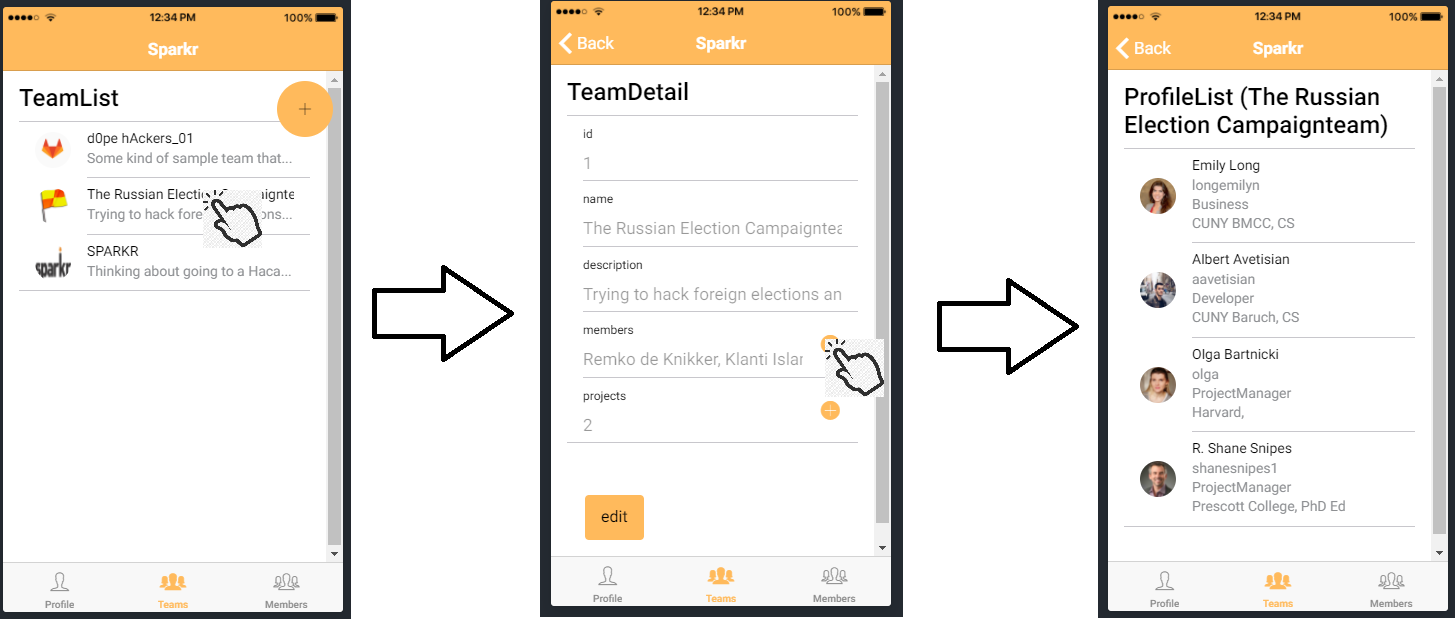 12:34 PM
100%
Sparkr
TeamList
+
d0pe hAckers_01
Some kind of sample team that...
The Russian Electi
ignte
Trying to hack fore
ons...
sparkr
SPARKR
Thinking about going to a Haca...
Profile
Teams
Members
12:34 PM
100%
Back
Sparkr
TeamDetail
id
1
name
The Russian Election Campaigntea
description
Trying to hack foreign elections an
members
Remko de Knikker, Klanti Islar
projects
+
2
edit
Profile
Teams
Members
12:34 PM
100%
Back
Sparkr
ProfileList (The Russian
Election Campaignteam)
Emily Long
longemilyn
Business
CUNY BMCC, CS
Albert Avetisian
aavetisian
Developer
CUNY Baruch, CS
Olga Bartnicki
olga
ProjectManager
Harvard,
R. Shane Snipes
shanesnipes1
ProjectManager
Prescott College, PhD Ed
Profile
Teams
Members